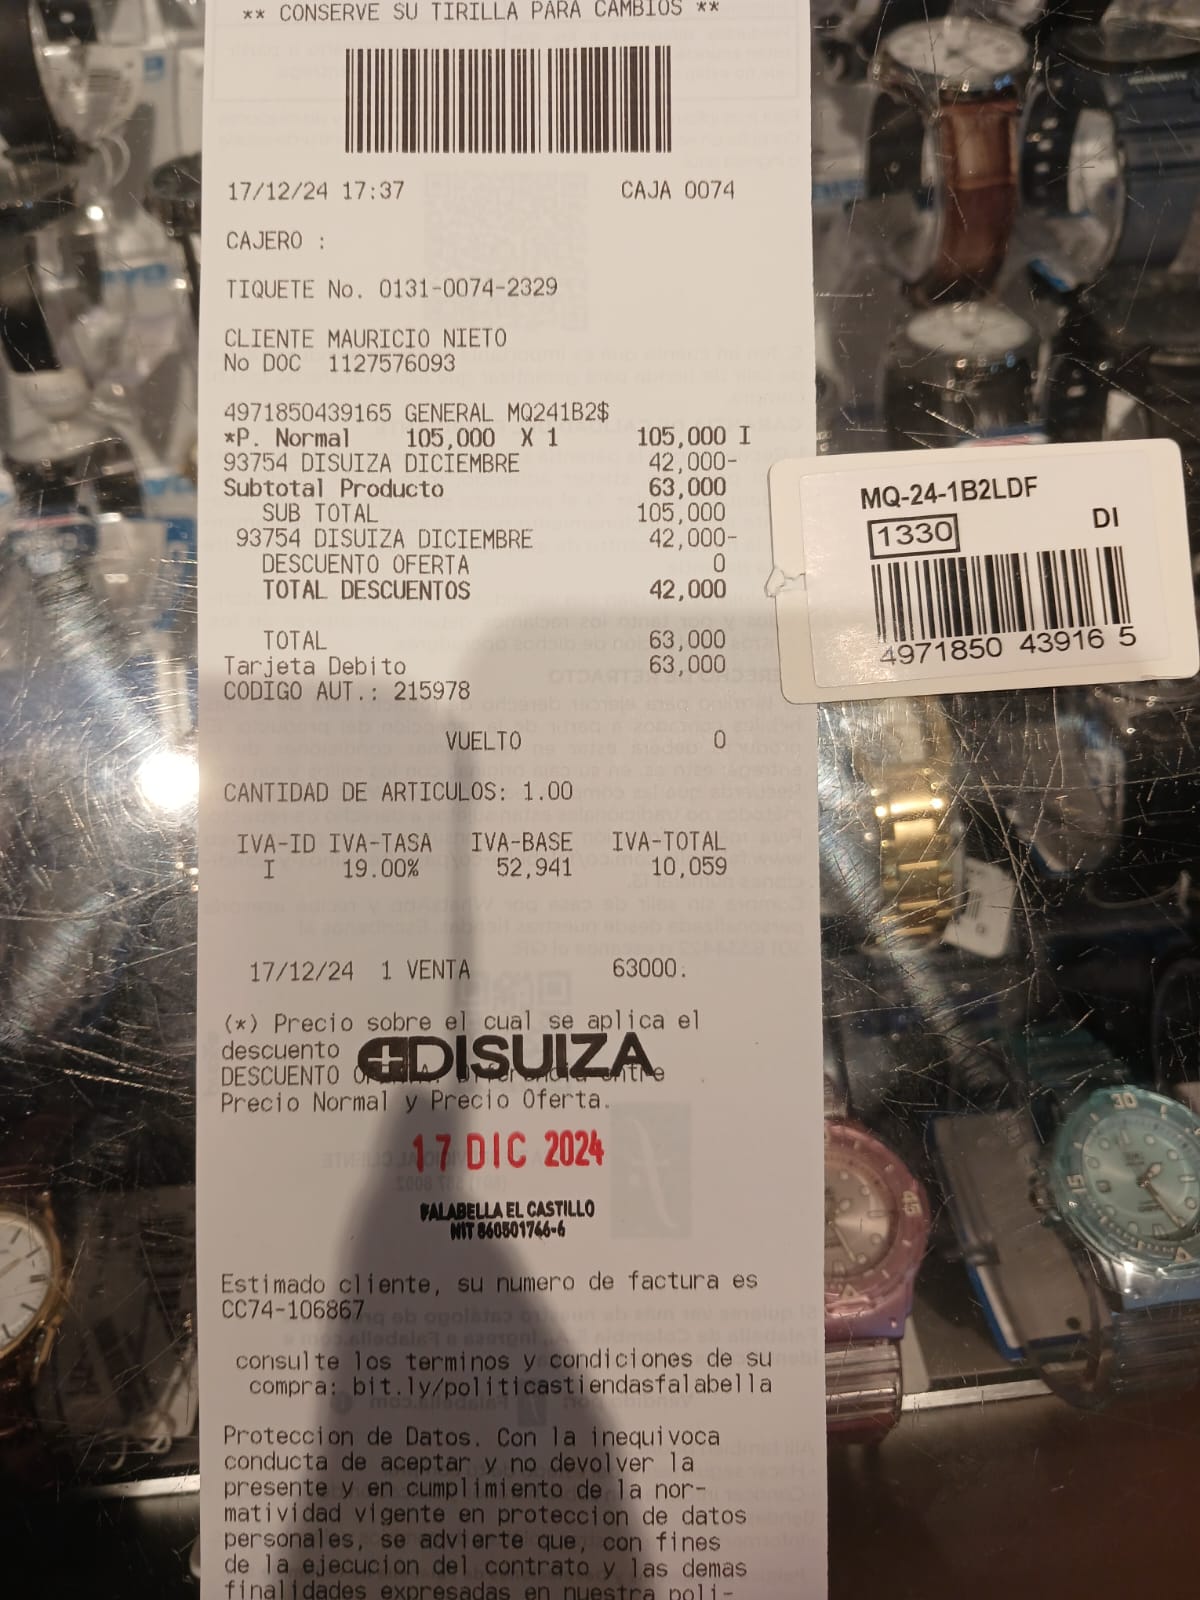 ** CONSERVE SU TIRILLA PARA CAMBIOS **
17/12/24 17:37 CAJA 0074
CAJERO :
TIQUETE No. 0131-0074-2329
CLIENTE MAURICIO NIETO
No DOC 1127576093
4971850439165 GENERAL MQ241B2$
*P. Normal 105,000 X 1 105,000 I
93754 DISUIZA DICIEMBRE 42,000-
Subtotal Producto 63,000
SUB TOTAL 105,000
93754 DISUIZA DICIEMBRE 42,000-
DESCUENTO OFERTA 0
TOTAL DESCUENTOS 42,000
TOTAL 63,000
Tarjeta Debito 63,000
CODIGO AUT.: 215978
VUELTO 0
CANTIDAD DE ARTICULOS: 1.00
IVA-ID IVA-TASA IVA-BASE IVA-TOTAL
I 19.00% 52,941 10,059
17/12/24 1 VENTA 63000.
(*) Precio sobre el cual se aplica el
descuento
DISUIZA
DESCUENTO entre
Precio Normal y Precio Oferta.
17 DIC 2024
FALABELLA EL CASTILLO
NIT 860501746-6
Estimado cliente, su numero de factura es
CC74-106867
consulte los terminos y condiciones de su
compra: bit.ly/politicastiendasfalabella
Proteccion de Datos. Con la inequivoca
conducta de aceptar y no devolver la
presente y en cumplimiento de la nor-
matividad vigente en proteccion de datos
personales, se advierte que, con fines
de la ejecucion del contrato y las demas
finalidades expresadas en nuestra poli-
MQ-24-1B2LDF
1330 DI
4971850 43916 5